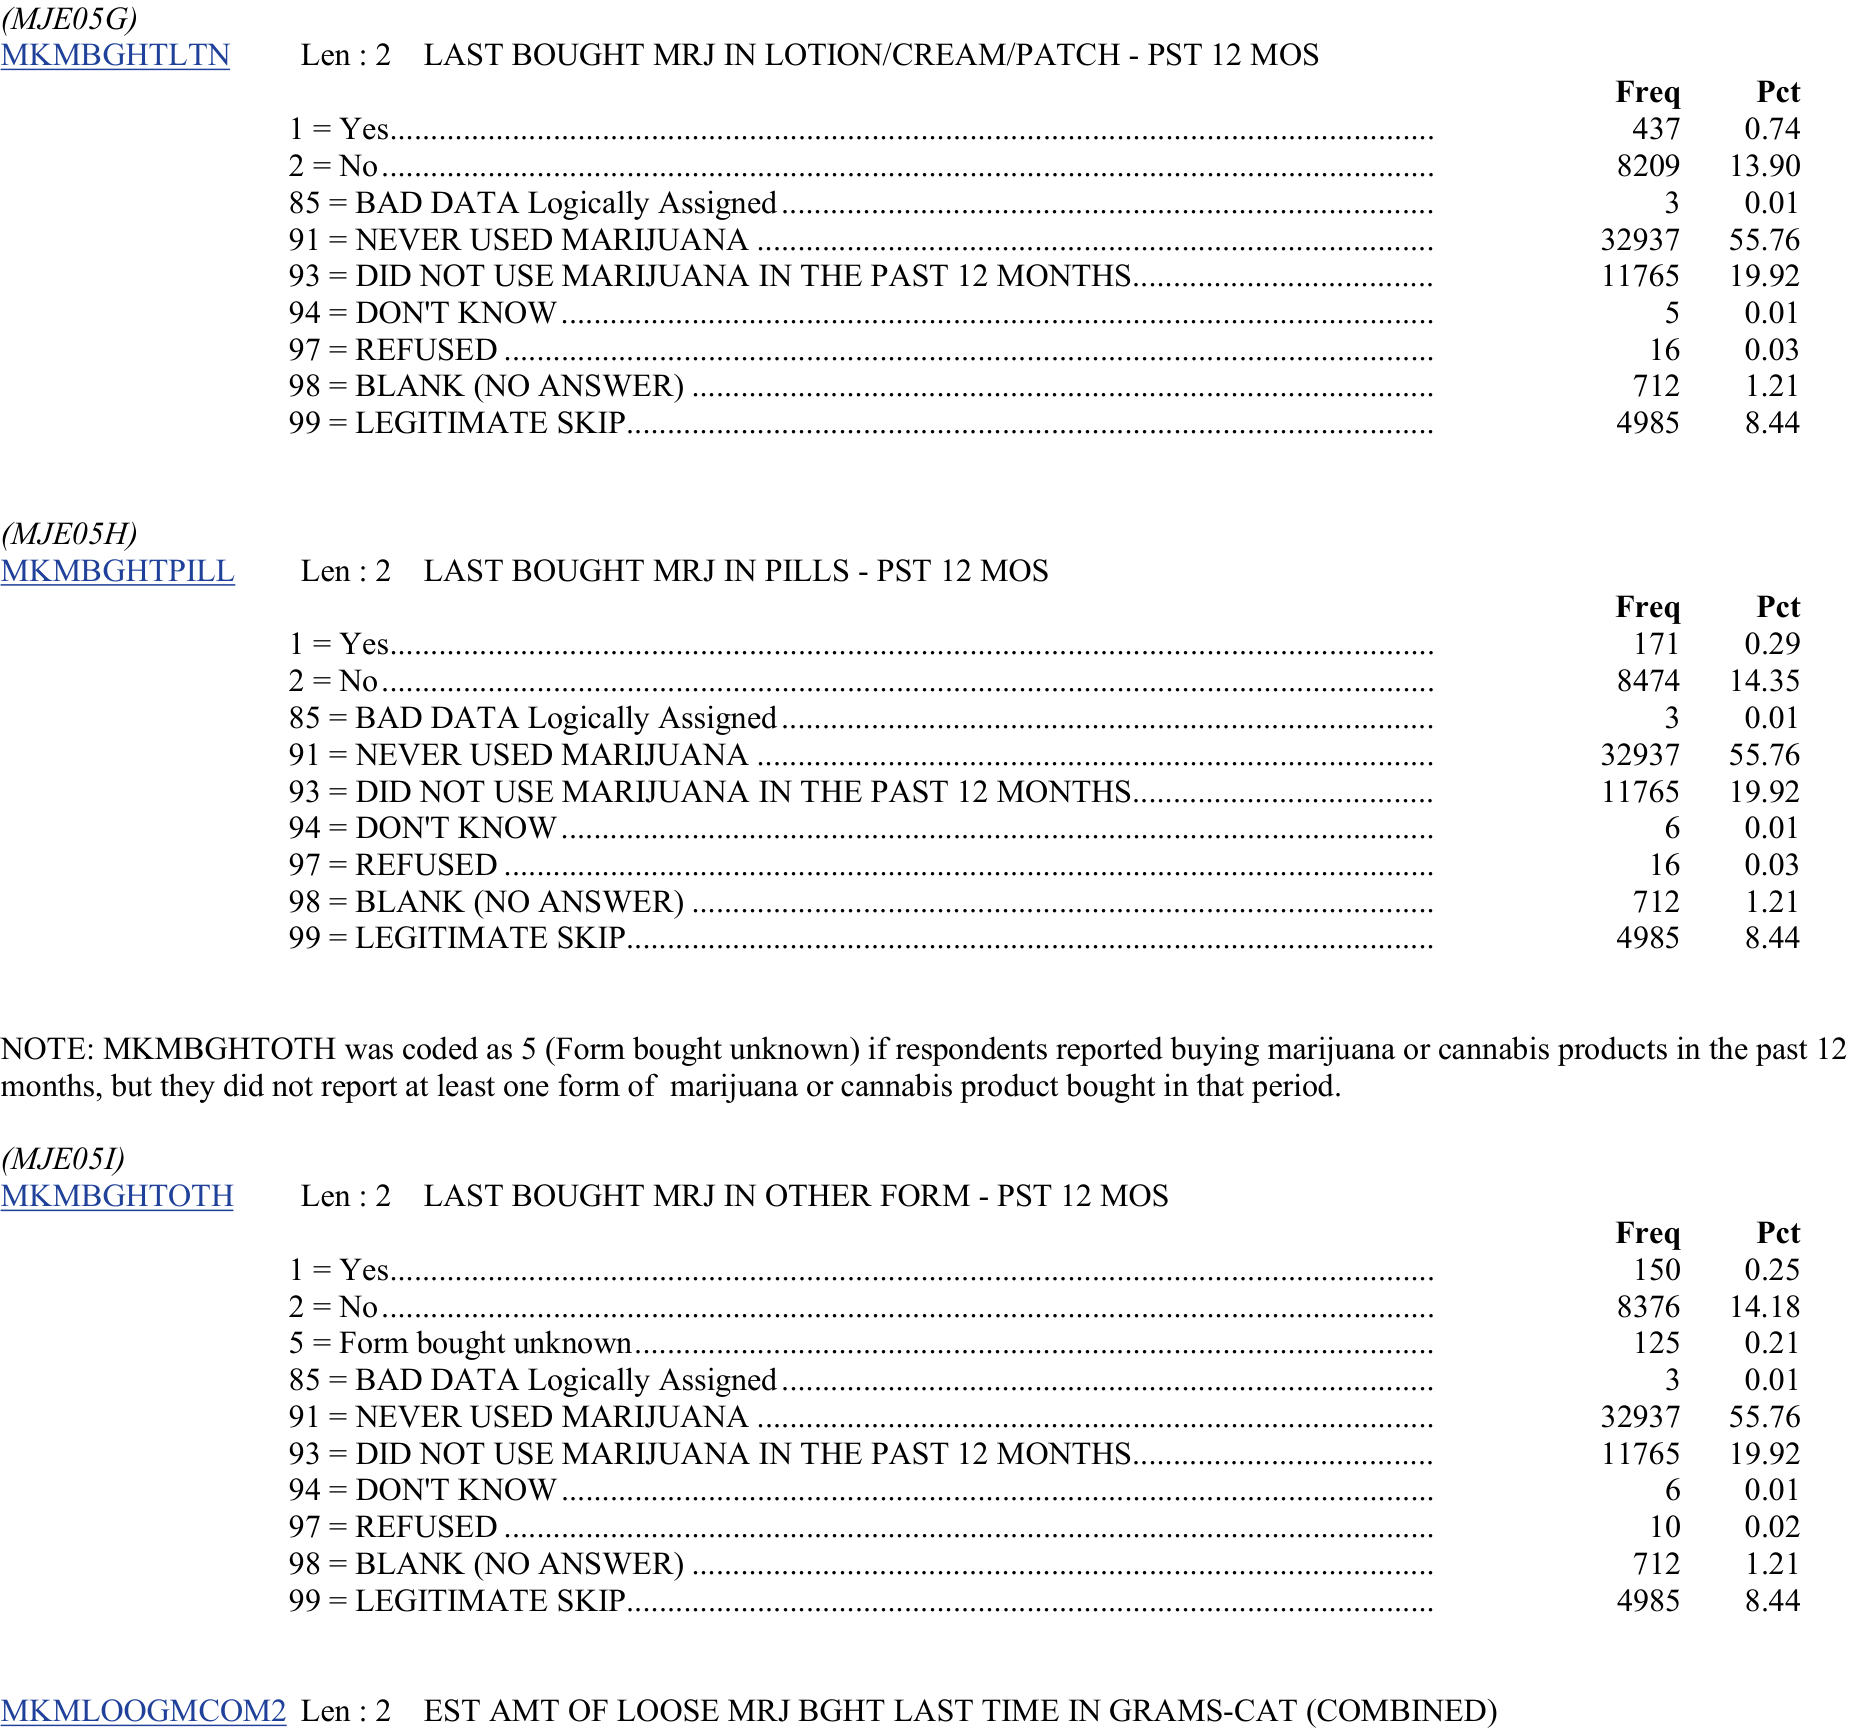 (MJE05G)
MKMBGHTLTN Len : 2 LAST BOUGHT MRJ IN LOTION/CREAM/PATCH - PST 12 MOS
Freq Pct
1 = Yes 437 0.74
2 = No 8209 13.90
85 = BAD DATA Logically Assigned 3 0.01
91 = NEVER USED MARIJUANA 32937 55.76
93 = DID NOT USE MARIJUANA IN THE PAST 12 MONTHS 11765 19.92
94 = DON'T KNOW 5 0.01
97 = REFUSED 16 0.03
98 = BLANK (NO ANSWER) 712 1.21
99 = LEGITIMATE SKIP 4985 8.44
(MJE05H)
MKMBGHTPILL Len : 2 LAST BOUGHT MRJ IN PILLS - PST 12 MOS
Freq Pct
1 = Yes 171 0.29
2 = No 8474 14.35
85 = BAD DATA Logically Assigned 3 0.01
91 = NEVER USED MARIJUANA 32937 55.76
93 = DID NOT USE MARIJUANA IN THE PAST 12 MONTHS 11765 19.92
94 = DON'T KNOW 6 0.01
97 = REFUSED 16 0.03
98 = BLANK (NO ANSWER) 712 1.21
99 = LEGITIMATE SKIP 4985 8.44
NOTE: MKMBGHTOTH was coded as 5 (Form bought unknown) if respondents reported buying marijuana or cannabis products in the past 12
months, but they did not report at least one form of marijuana or cannabis product bought in that period.
(MJE05I)
MKMBGHTOTH Len : 2 LAST BOUGHT MRJ IN OTHER FORM - PST 12 MOS
Freq Pct
1 = Yes 150 0.25
2 = No 8376 14.18
5 = Form bought unknown 125 0.21
85 = BAD DATA Logically Assigned 3 0.01
91 = NEVER USED MARIJUANA 32937 55.76
93 = DID NOT USE MARIJUANA IN THE PAST 12 MONTHS 11765 19.92
94 = DON'T KNOW 6 0.01
97 = REFUSED 10 0.02
98 = BLANK (NO ANSWER) 712 1.21
99 = LEGITIMATE SKIP 4985 8.44
MKMLOOGMCOM2 Len : 2 EST AMT OF LOOSE MRJ BGHT LAST TIME IN GRAMS-CAT (COMBINED)